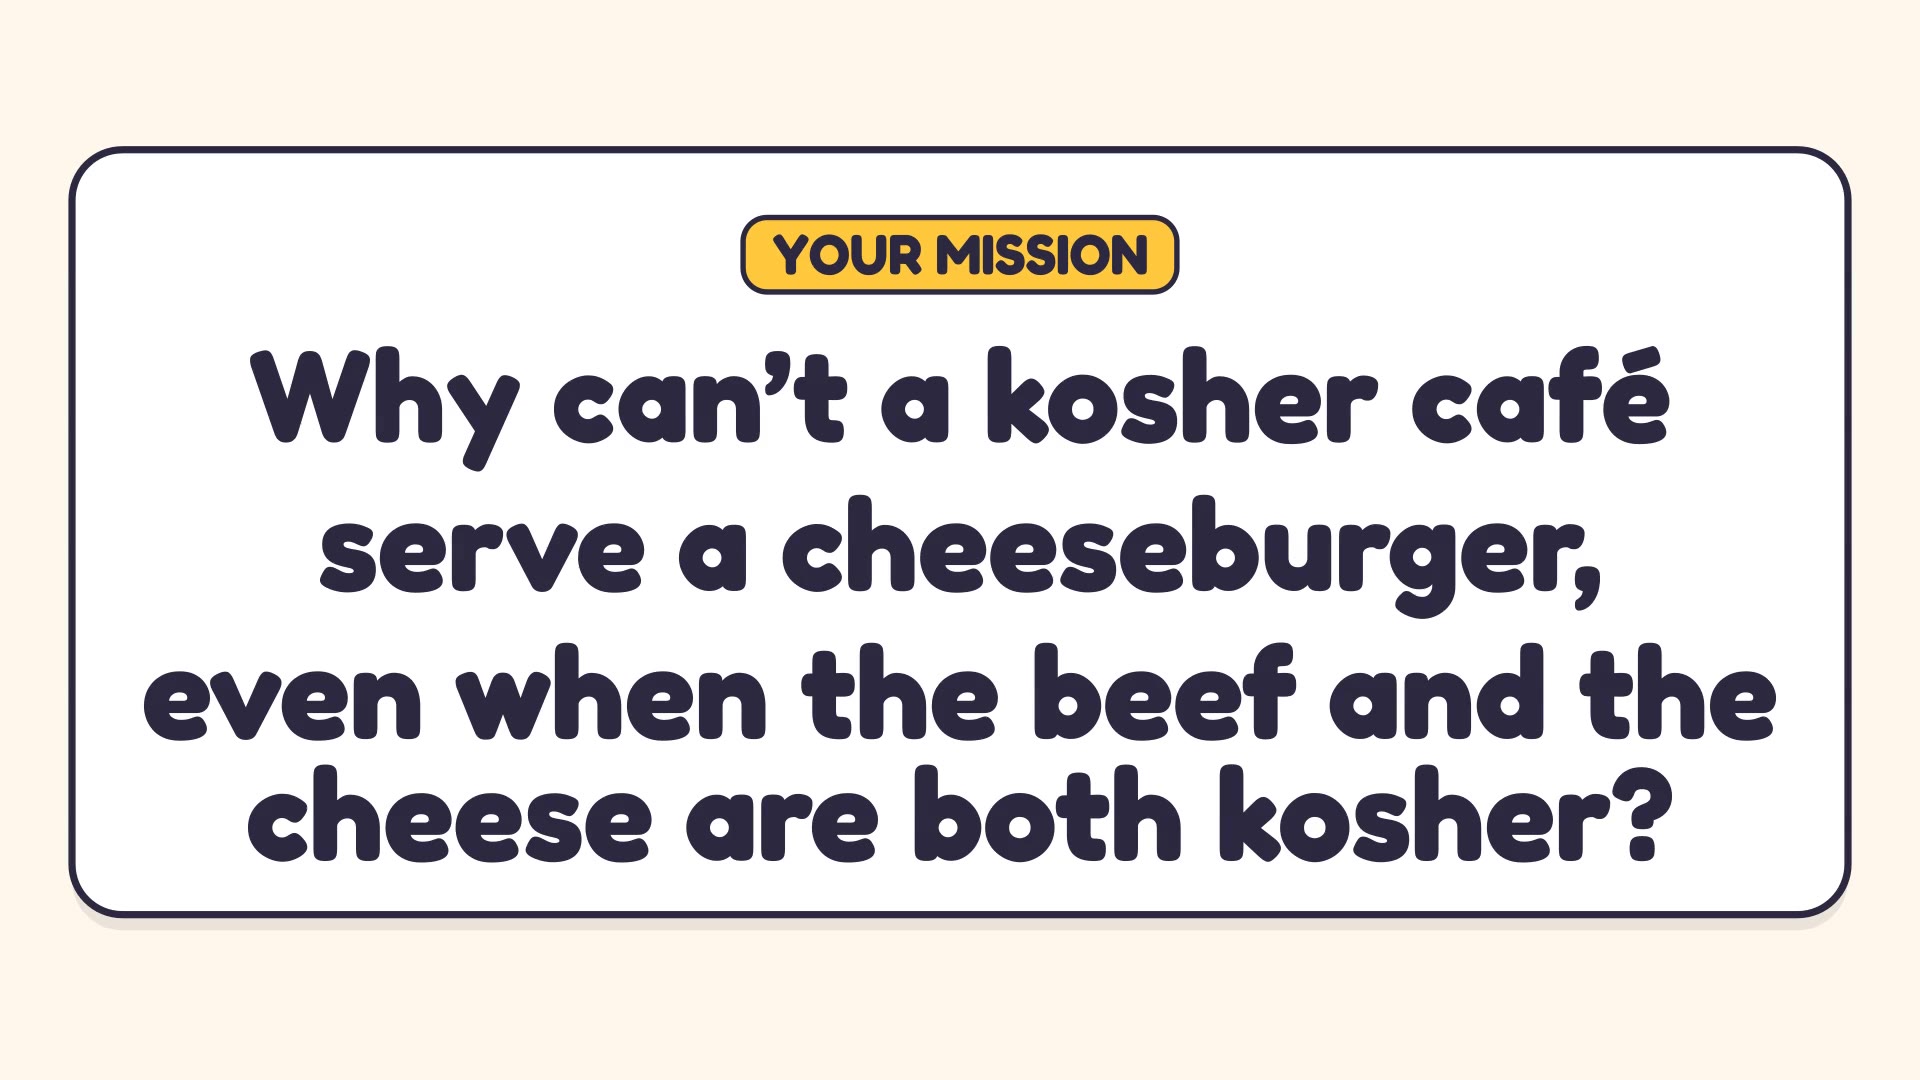 YOUR MISSION
Why can’t a kosher café
serve a cheeseburger,
even when the beef and the
cheese are both kosher?